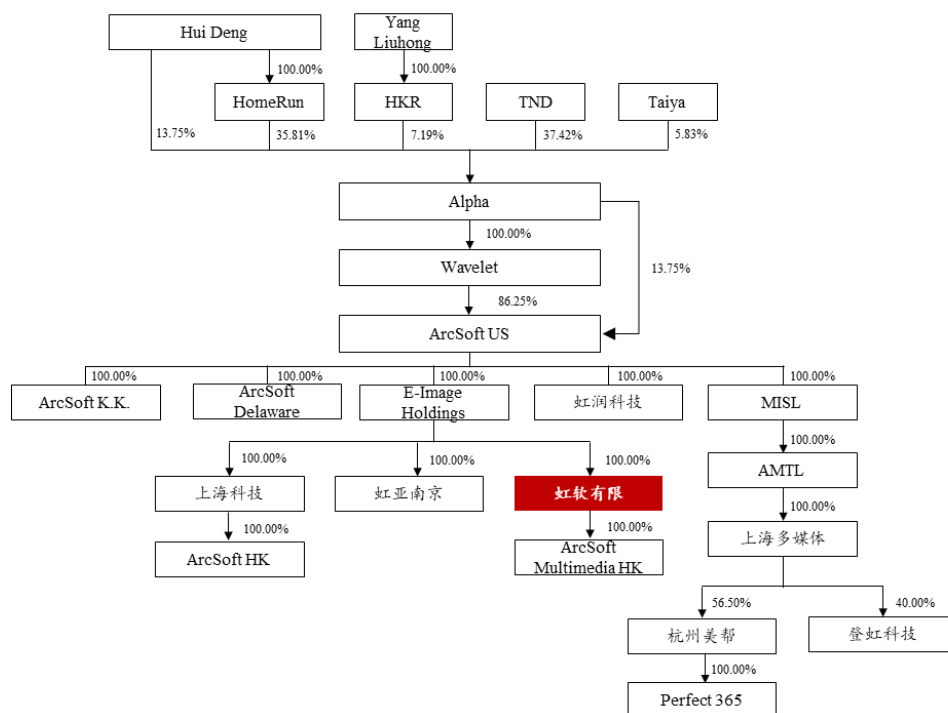 Hui Deng
Yang
Liuhong
100.00%
100.00%
HomeRun
HKR
TND
Taiya
13.75%
35.81%
7.19%
37.42%
5.83%
Alpha
100.00%
Wavelet
13.75%
86.25%
ArcSoft US
100.00%
100.00%
100.00%
100.00%
100.00%
ArcSoft K.K.
ArcSoft
Delaware
E-Image
Holdings
虹润科技
MISL
100.00%
100.00%
100.00%
100.00%
上海科技
虹亚南京
虹软有限
AMTL
100.00%
100.00%
100.00%
ArcSoft HK
ArcSoft
Multimedia HK
上海多媒体
56.50%
40.00%
杭州美帮
登虹科技
100.00%
Perfect 365